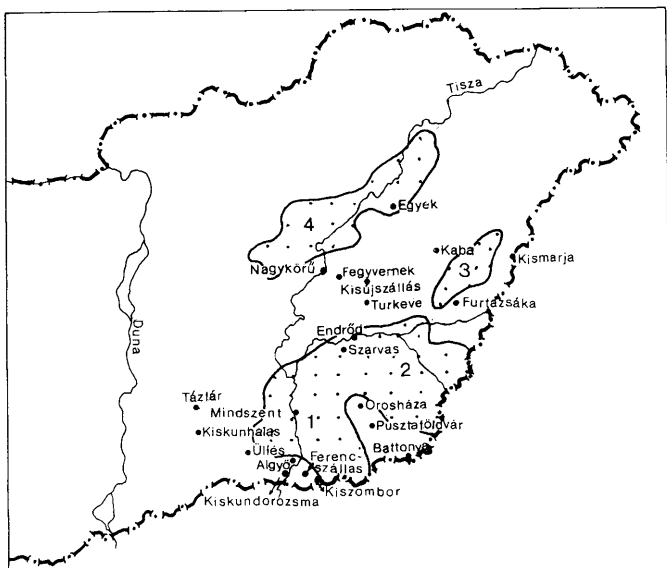 Tisza
4
Egyek
Kaba
Kismarja
3
Nagykörű
Fegyvernek
Kisújszállás
Turkeve
Furtazsáka
Duna
Endrőd
Szarvas
2
Tázlár
Mindszent
1
Orosháza
Kiskunhalas
Pusztaföldvár
Üllés
Battonya
Algyő
Ferenc-
szállás
Kiskundorozsma
Kiszombor